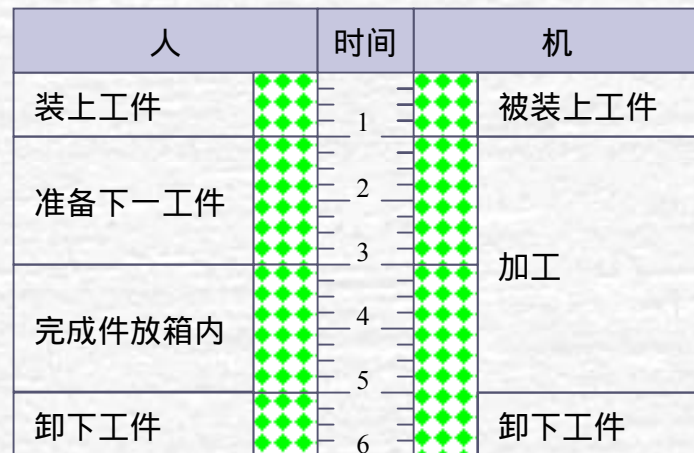 人 时间 机
装上工件 1 被装上工件
准备下一工件 2
3 加工
完成件放箱内 4
5
卸下工件 6 卸下工件